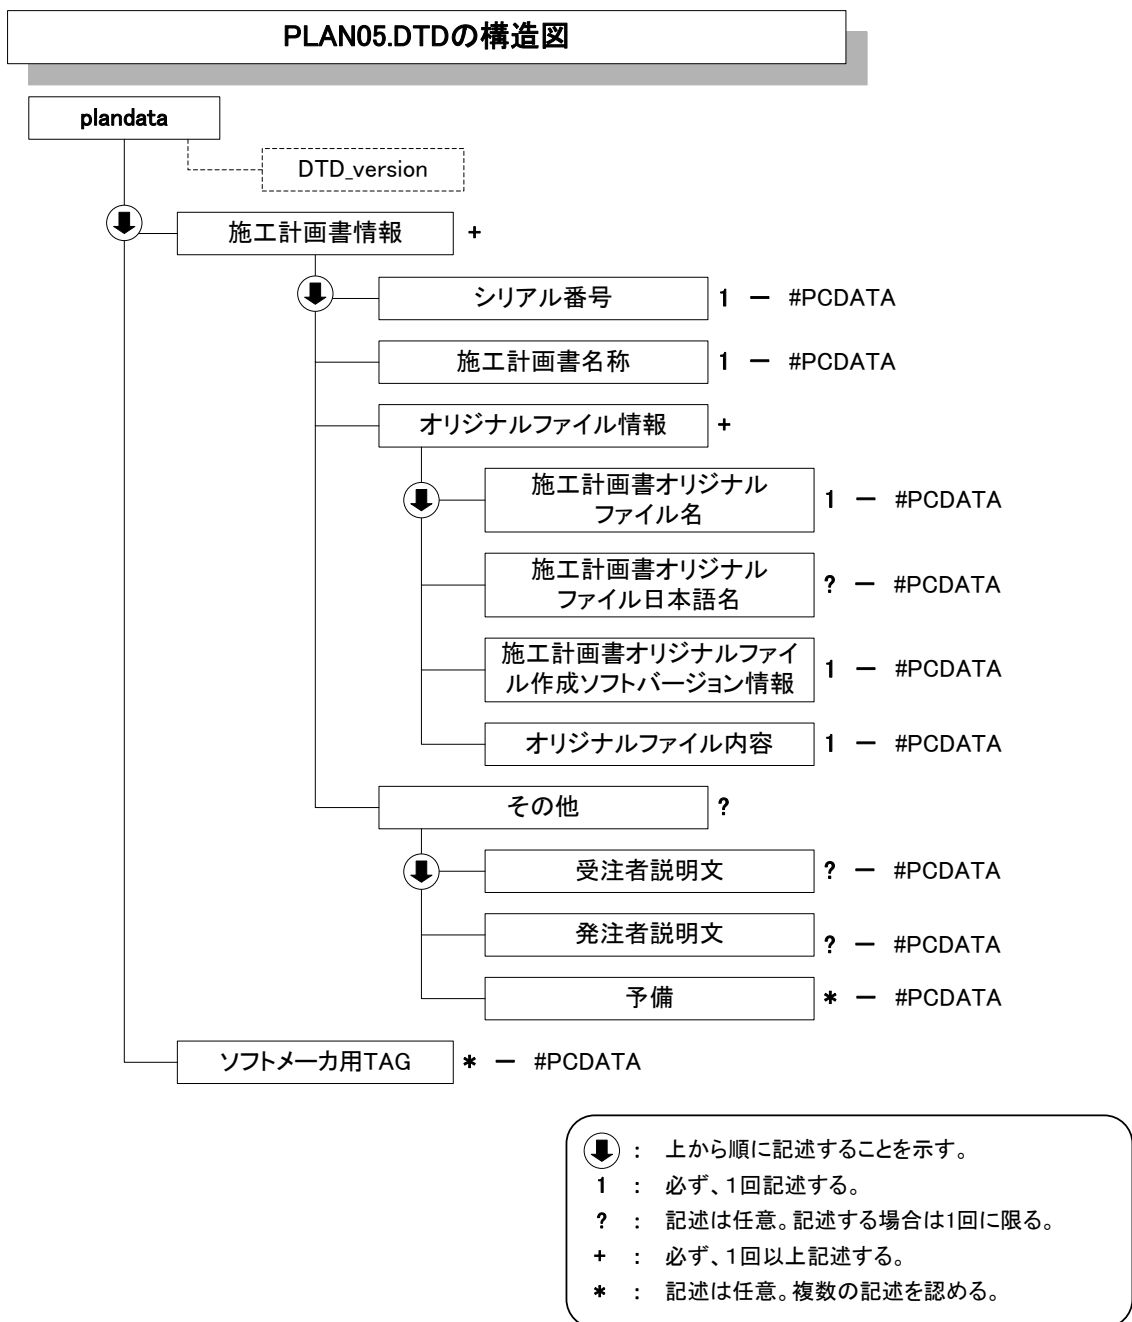 PLAN05.DTDの構造図
plandata
DTD_version
施工計画書情報 +
シリアル番号 1 － #PCDATA
施工計画書名称 1 － #PCDATA
オリジナルファイル情報 +
施工計画書オリジナル
ファイル名 1 － #PCDATA
施工計画書オリジナル
ファイル日本語名 ? － #PCDATA
施工計画書オリジナルファイ
ル作成ソフトバージョン情報 1 － #PCDATA
オリジナルファイル内容 1 － #PCDATA
その他 ?
受注者説明文 ? － #PCDATA
発注者説明文 ? － #PCDATA
予備 * － #PCDATA
ソフトメーカ用TAG * － #PCDATA
： 上から順に記述することを示す。
1 ： 必ず、1回記述する。
? ： 記述は任意。記述する場合は1回に限る。
+ ： 必ず、1回以上記述する。
* ： 記述は任意。複数の記述を認める。